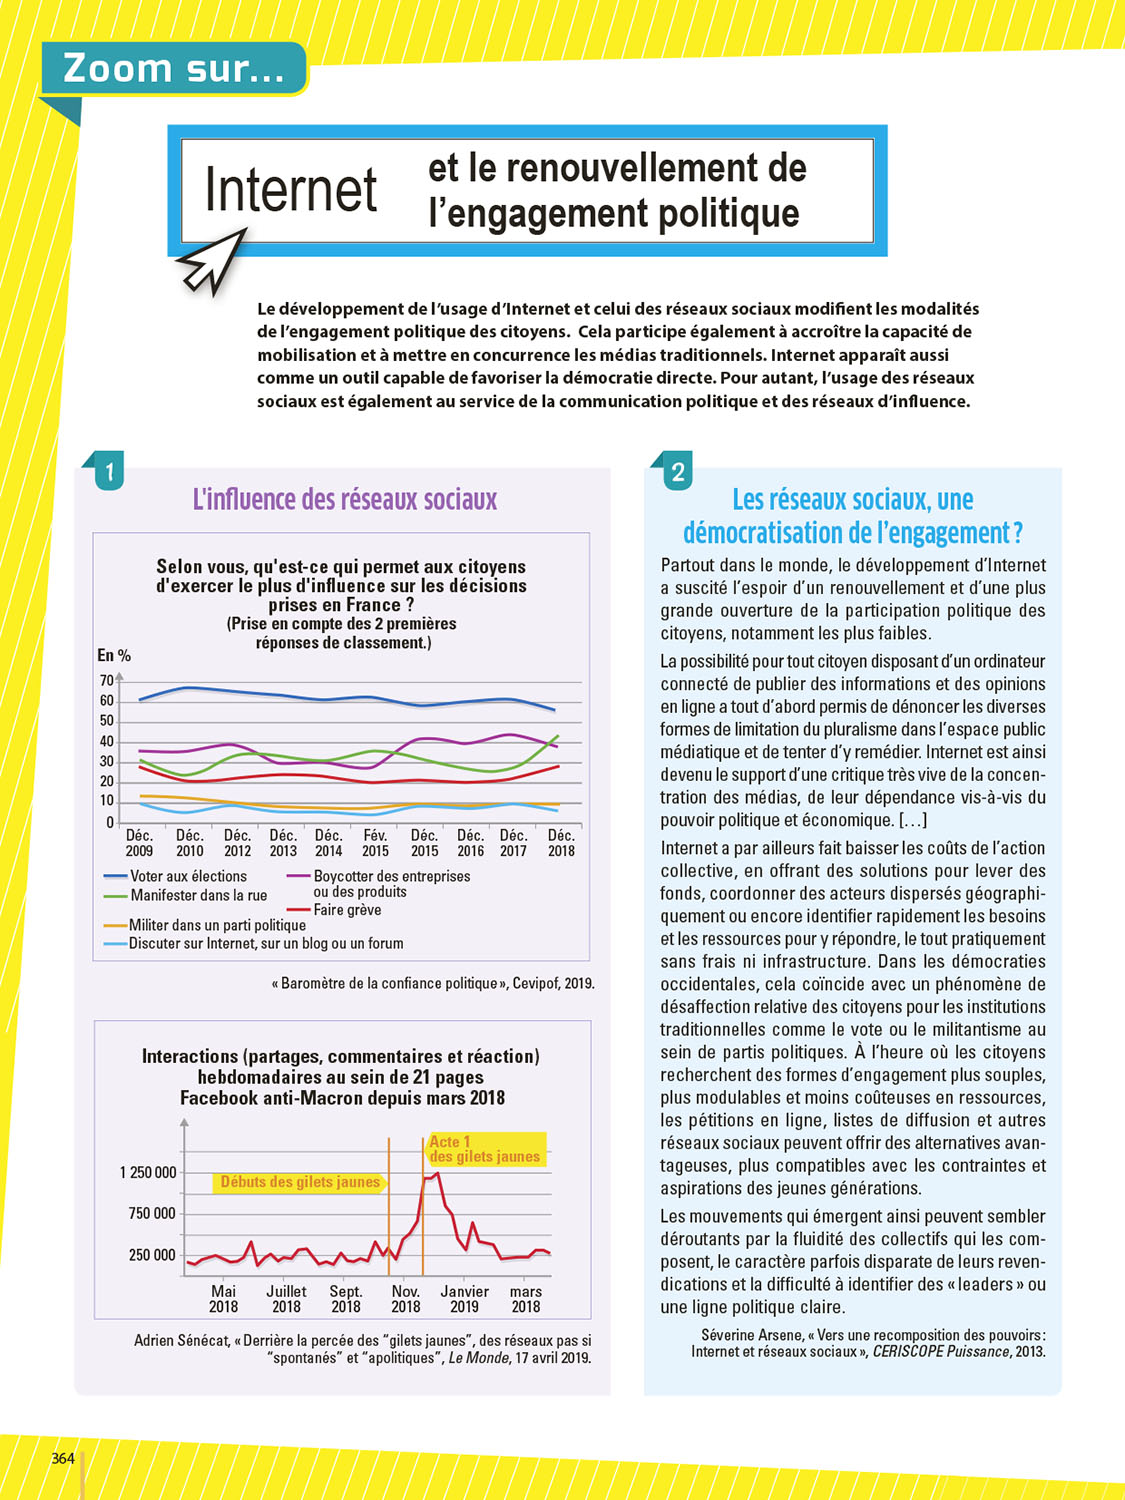 Zoom sur...
Internet
et le renouvellement de
l'engagement politique
Le développement de l'usage d'Internet et celui des réseaux sociaux modifient les modalités
de l'engagement politique des citoyens. Cela participe également à accroître la capacité de
mobilisation et à mettre en concurrence les médias traditionnels. Internet apparaît aussi
comme un outil capable de favoriser la démocratie directe. Pour autant, l'usage des réseaux
sociaux est également au service de la communication politique et des réseaux d'influence.
1
L'influence des réseaux sociaux
Selon vous, qu'est-ce qui permet aux citoyens
d'exercer le plus d'influence sur les décisions
prises en France ?
(Prise en compte des 2 premières
réponses de classement.)
En %
70
60
50
40
30
20
10
0
Déc. Déc. Déc. Déc. Déc. Fév. Déc. Déc. Déc. Déc.
2009 2010 2012 2013 2014 2015 2015 2016 2017 2018
Voter aux élections
Manifester dans la rue
Boycotter des entreprises
ou des produits
Faire grève
Militer dans un parti politique
Discuter sur Internet, sur un blog ou un forum
« Baromètre de la confiance politique », Cevipof, 2019.
Interactions (partages, commentaires et réaction)
hebdomadaires au sein de 21 pages
Facebook anti-Macron depuis mars 2018
Acte 1
des gilets jaunes
Débuts des gilets jaunes
1 250 000
750 000
250 000
Mai Juillet Sept. Nov. Janvier mars
2018 2018 2018 2018 2019 2018
Adrien Sénécat, « Derrière la percée des “gilets jaunes”, des réseaux pas si
“spontanés” et “apolitiques”, Le Monde, 17 avril 2019.
2
Les réseaux sociaux, une
démocratisation de l'engagement ?
Partout dans le monde, le développement d'Internet
a suscité l'espoir d'un renouvellement et d'une plus
grande ouverture de la participation politique des
citoyens, notamment les plus faibles.
La possibilité pour tout citoyen disposant d'un ordinateur
connecté de publier des informations et des opinions
en ligne a tout d'abord permis de dénoncer les diverses
formes de limitation du pluralisme dans l'espace public
médiatique et de tenter d'y remédier. Internet est ainsi
devenu le support d'une critique très vive de la concen-
tration des médias, de leur dépendance vis-à-vis du
pouvoir politique et économique. [...]
Internet a par ailleurs fait baisser les coûts de l'action
collective, en offrant des solutions pour lever des
fonds, coordonner des acteurs dispersés géographi-
quement ou encore identifier rapidement les besoins
et les ressources pour y répondre, le tout pratiquement
sans frais ni infrastructure. Dans les démocraties
occidentales, cela coïncide avec un phénomène de
désaffection relative des citoyens pour les institutions
traditionnelles comme le vote ou le militantisme au
sein de partis politiques. À l'heure où les citoyens
recherchent des formes d'engagement plus souples,
plus modulables et moins coûteuses en ressources,
les pétitions en ligne, listes de diffusion et autres
réseaux sociaux peuvent offrir des alternatives avan-
tageuses, plus compatibles avec les contraintes et
aspirations des jeunes générations.
Les mouvements qui émergent ainsi peuvent sembler
déroutants par la fluidité des collectifs qui les com-
posent, le caractère parfois disparate de leurs reven-
dications et la difficulté à identifier des « leaders » ou
une ligne politique claire.
Séverine Arsene, « Vers une recomposition des pouvoirs :
Internet et réseaux sociaux », CERISCOPE Puissance, 2013.
364